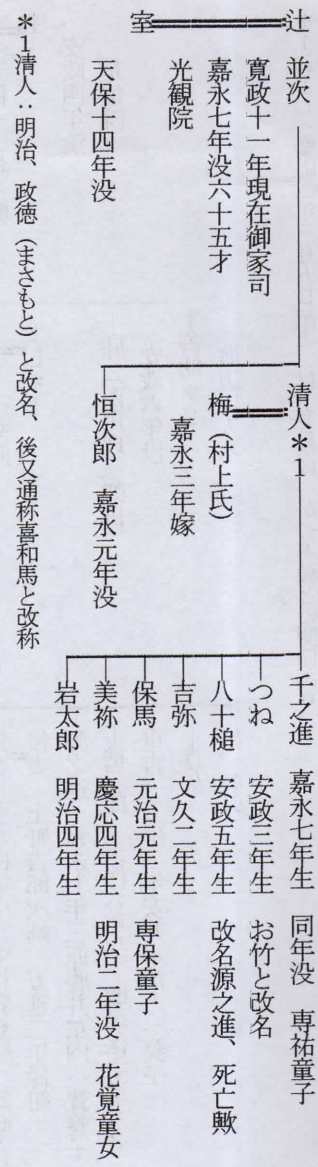 辻 並次
寛政十一年現在御家司
嘉永七年没六十五才
光観院
室
天保十四年没
清人＊1
梅（村上氏）
嘉永三年嫁
恒次郎 嘉永元年没
千之進 嘉永七年生 同年没 専祐童子
つね 安政三年生 お竹と改名
八十槌 安政五年生 改名源之進、死亡歟
吉弥 文久二年生
保馬 元治元年生 専保童子
美祢 慶応四年生 明治二年没 花覚童女
岩太郎 明治四年生
＊1清人：明治、政徳（まさもと）と改名、後又通称喜和馬と改称